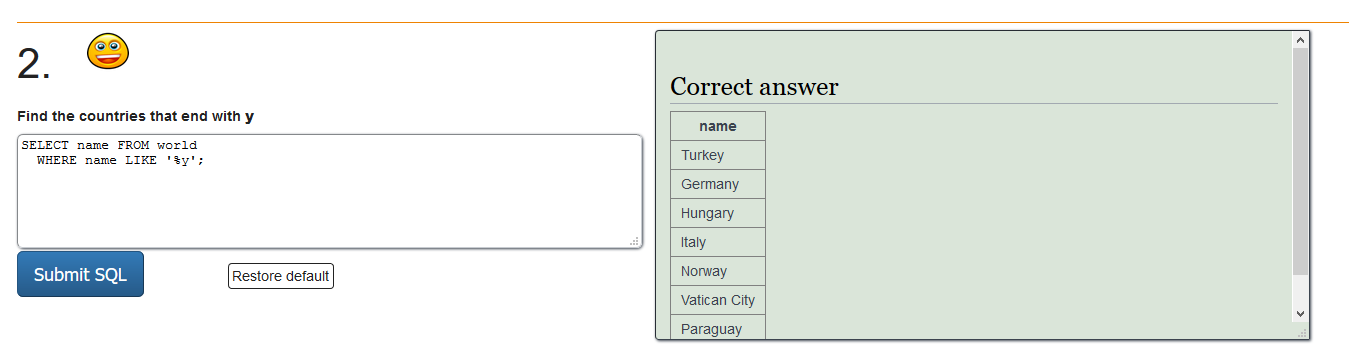 2.
Find the countries that end with y
SELECT name FROM world
WHERE name LIKE '%y';
Submit SQL
Restore default
Correct answer
name
Turkey
Germany
Hungary
Italy
Norway
Vatican City
Paraguay